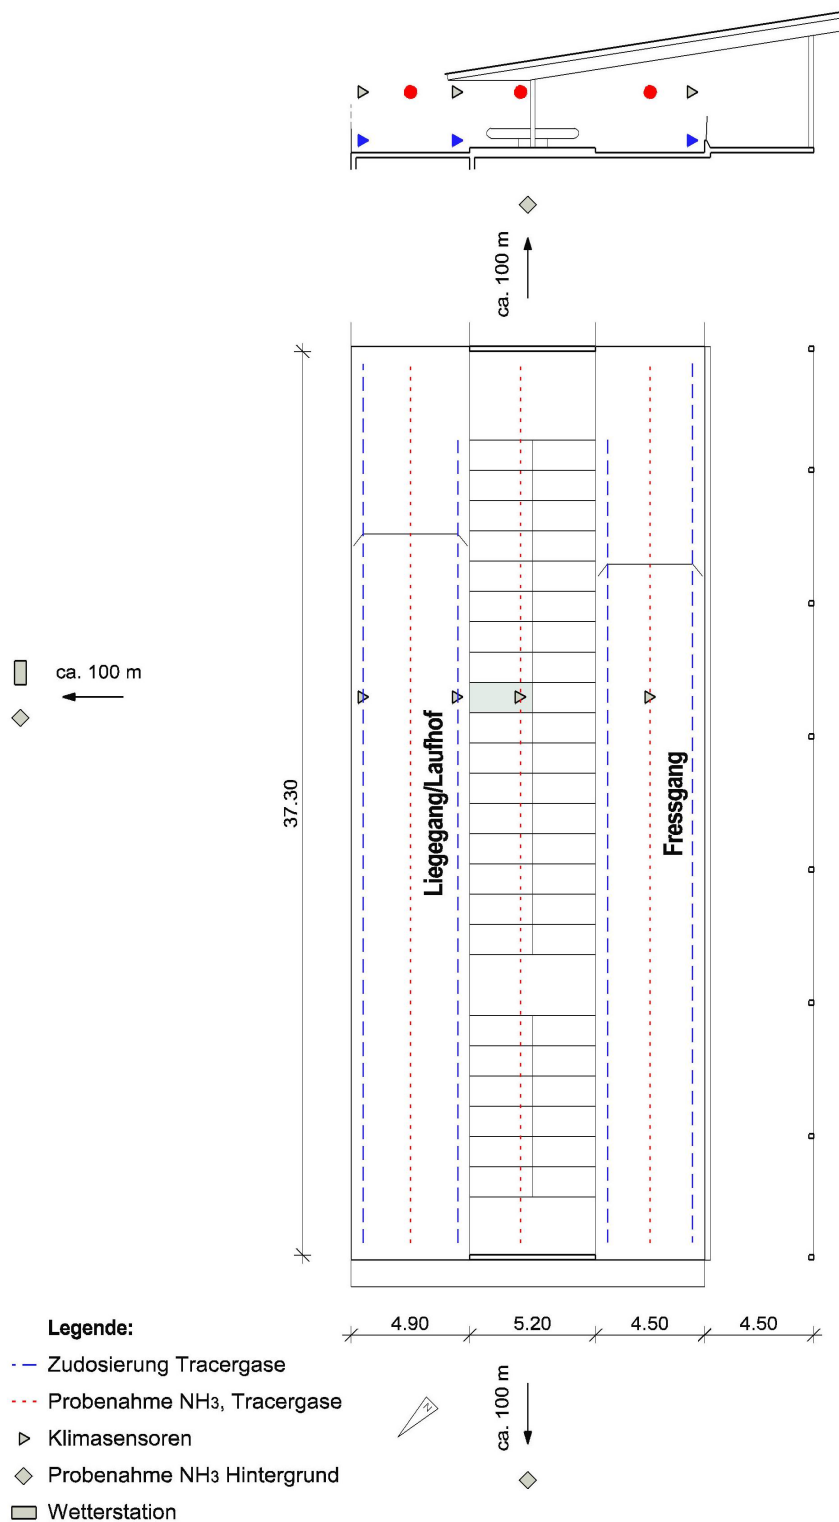 ca. 100 m
ca. 100 m
37.30
Liegegang/Laufhof
Fressgang
4.90
5.20
4.50
4.50
ca. 100 m
N
Legende:
Zudosierung Tracergase
Probenahme NH3, Tracergase
Klimasensoren
Probenahme NH3 Hintergrund
Wetterstation